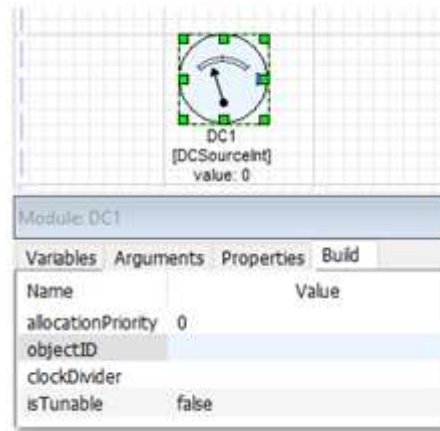 DC1
[DCSourceInt]
value: 0
Module: DC1
Variables Arguments Properties Build
Name Value
allocationPriority 0
objectID
clockDivider
isTunable false